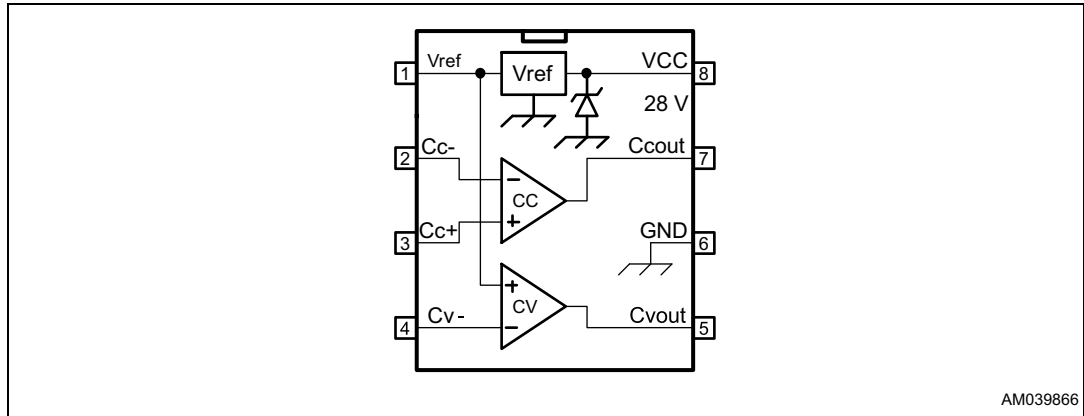 1 Vref Vref VCC 8
28 V
2 Cc- Ccout 7
− CC +
3 Cc+ GND 6
+ CV −
4 Cv- Cvout 5
AM039866